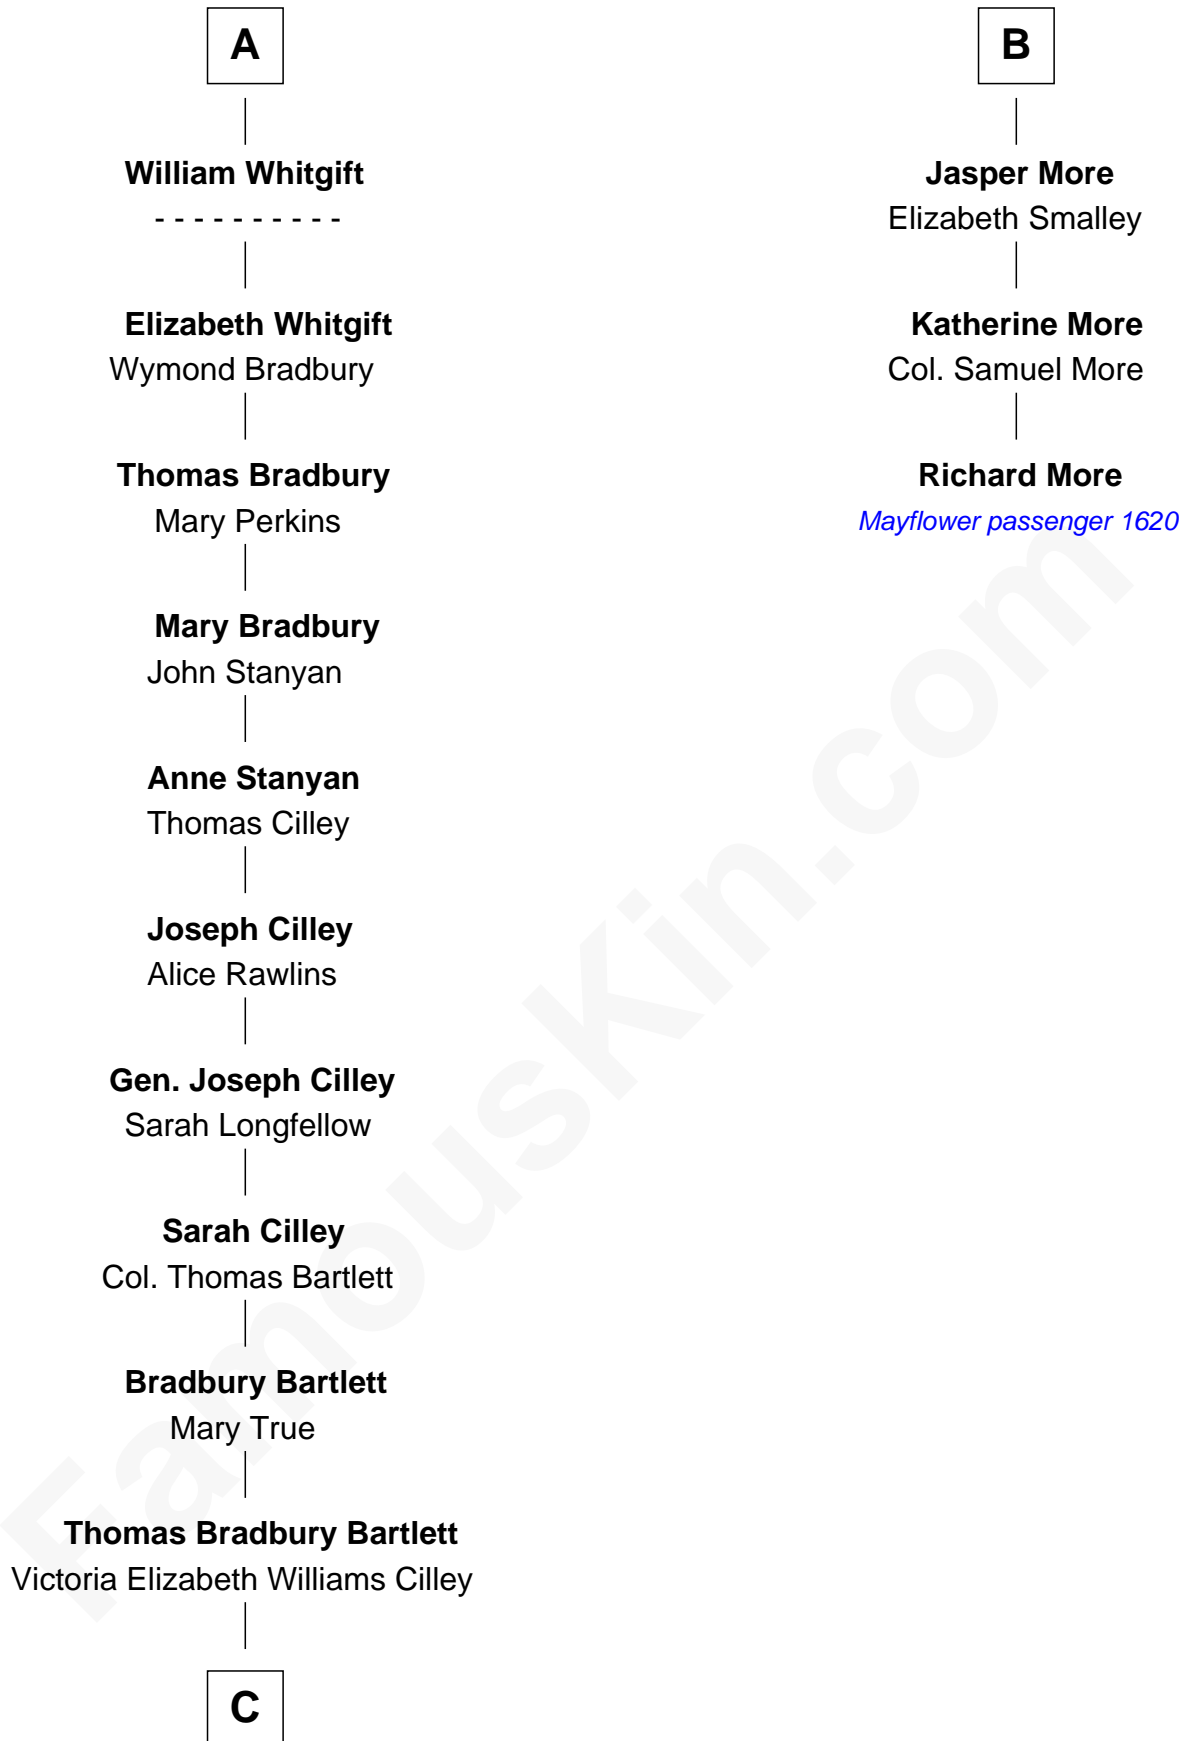 A
William Whitgift
- - - - - - - - - -
Elizabeth Whitgift
Wymond Bradbury
Thomas Bradbury
Mary Perkins
Mary Bradbury
John Stanyan
Anne Stanyan
Thomas Cilley
Joseph Cilley
Alice Rawlins
Gen. Joseph Cilley
Sarah Longfellow
Sarah Cilley
Col. Thomas Bartlett
Bradbury Bartlett
Mary True
Thomas Bradbury Bartlett
Victoria Elizabeth Williams Cilley
C
B
Jasper More
Elizabeth Smalley
Katherine More
Col. Samuel More
Richard More
Mayflower passenger 1620
FamousKin.com